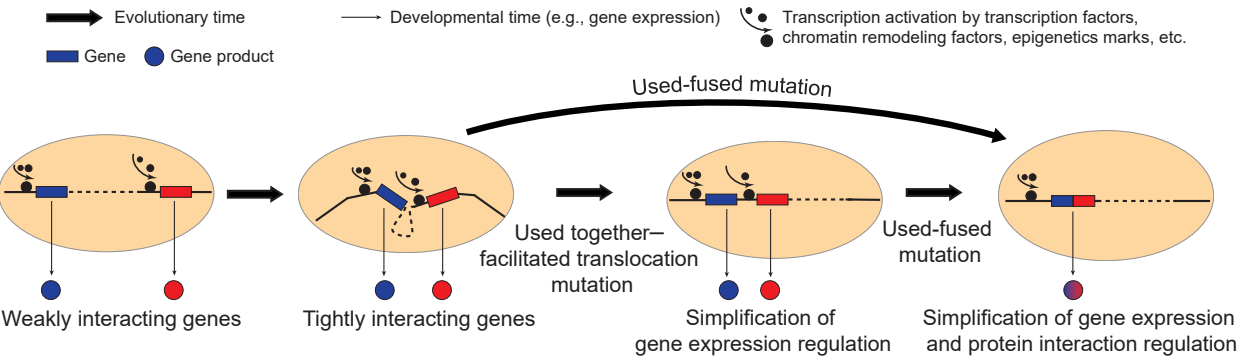 Evolutionary time
Developmental time (e.g., gene expression)
Transcription activation by transcription factors,
chromatin remodeling factors, epigenetics marks, etc.
Gene
Gene product
Used-fused mutation
Used together–
facilitated translocation
mutation
Used-fused
mutation
Weakly interacting genes
Tightly interacting genes
Simplification of
gene expression regulation
Simplification of gene expression
and protein interaction regulation